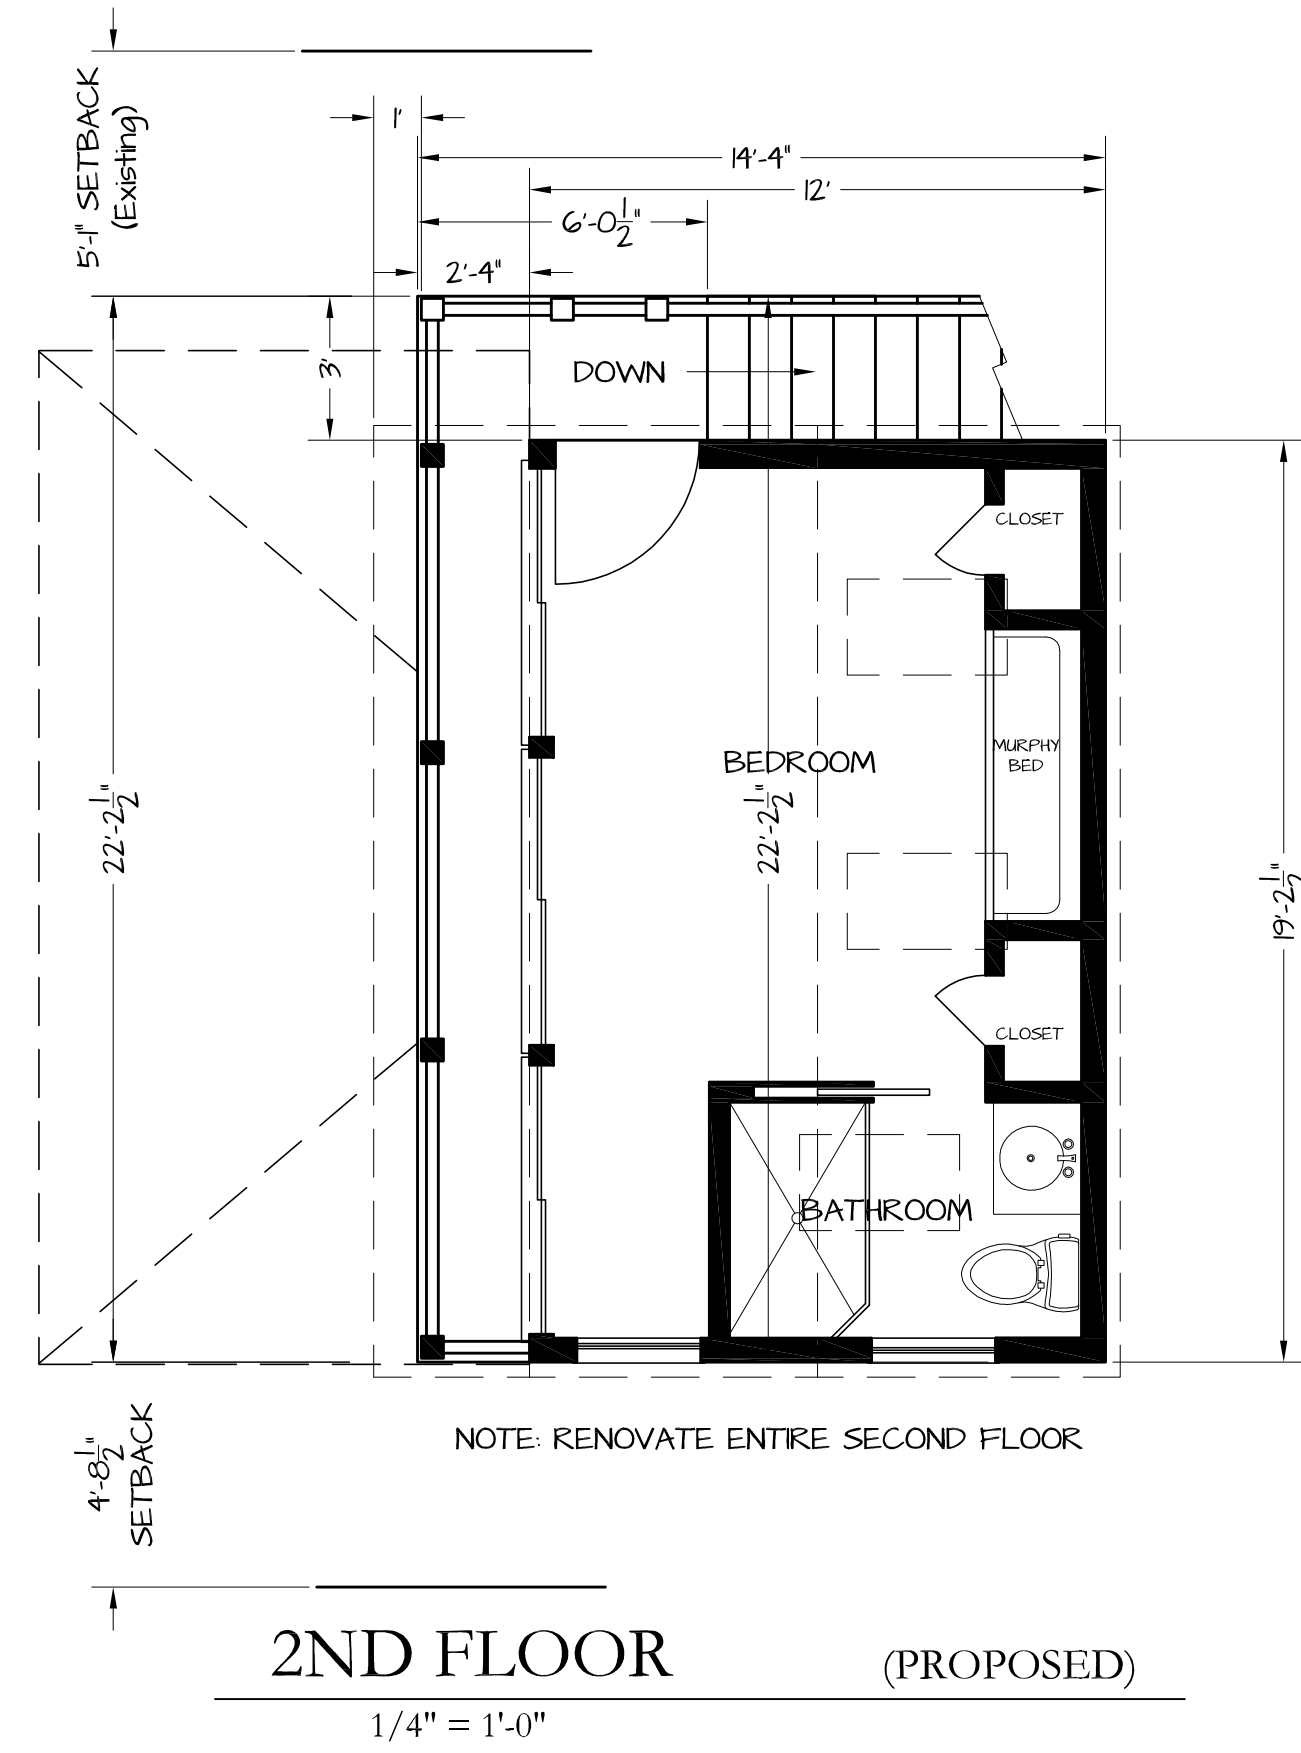 5'-1" SETBACK
(Existing)
1'
14'-4"
12'
6'-0 1/2"
2'-4"
3'
DOWN
CLOSET
BEDROOM
MURPHY
BED
22'-2 1/2"
22'-2 1/2"
19'-2 1/2"
CLOSET
BATHROOM
4'-8 1/2"
SETBACK
NOTE: RENOVATE ENTIRE SECOND FLOOR
2ND FLOOR (PROPOSED)
1/4" = 1'-0"